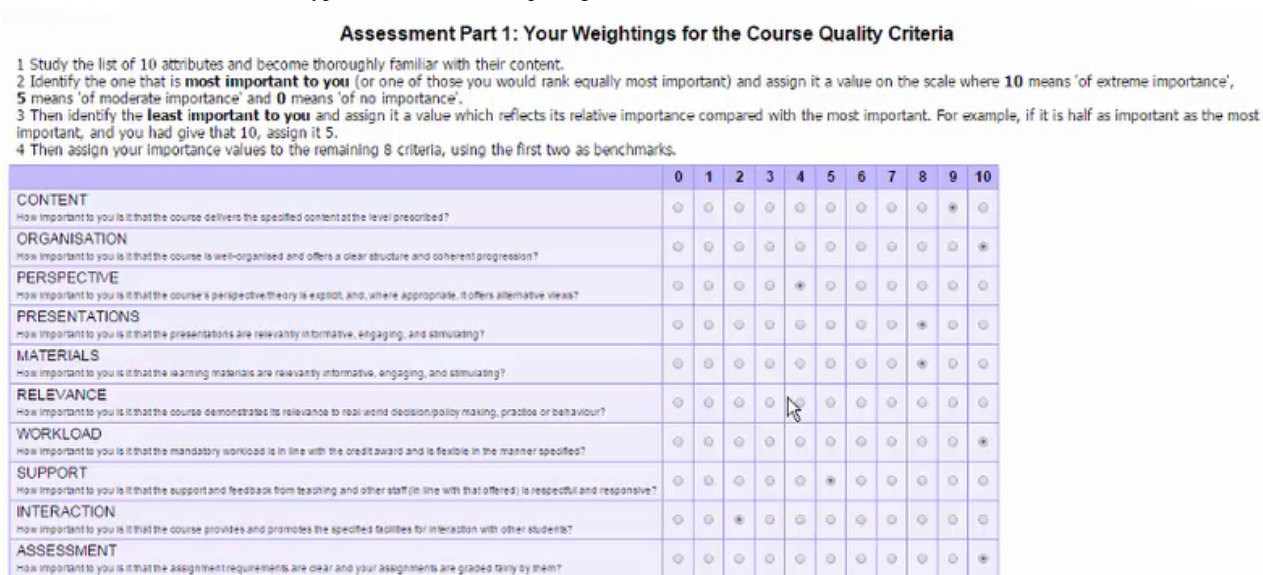 Assessment Part 1: Your Weightings for the Course Quality Criteria
1 Study the list of 10 attributes and become thoroughly familiar with their content.
2 Identify the one that is most important to you (or one of those you would rank equally most important) and assign it a value on the scale where 10 means 'of extreme importance',
5 means 'of moderate importance' and 0 means 'of no importance'.
3 Then identify the least important to you and assign it a value which reflects its relative importance compared with the most important. For example, if it is half as important as the most
important, and you had give that 10, assign it 5.
4 Then assign your importance values to the remaining 8 criteria, using the first two as benchmarks.
0 1 2 3 4 5 6 7 8 9 10
CONTENT
How important to you is it that the course delivers the specified content at the level prescribed?
ORGANISATION
How important to you is it that the course is well-organised and offers a clear structure and coherent progression?
PERSPECTIVE
How important to you is it that the course's perspective/theory is explicit, and, where appropriate, it offers alternative views?
PRESENTATIONS
How important to you is it that the presentations are relevantly informative, engaging, and stimulating?
MATERIALS
How important to you is it that the learning materials are relevantly informative, engaging, and stimulating?
RELEVANCE
How important to you is it that the course demonstrates its relevance to real world decision/policy making, practice or behaviour?
WORKLOAD
How important to you is it that the mandatory workload is in line with the credit award and is flexible in the manner specified?
SUPPORT
How important to you is it that the support and feedback from teaching and other staff (in line with that offered) is respectful and responsive?
INTERACTION
How important to you is it that the course provides and promotes the specified facilities for interaction with other students?
ASSESSMENT
How important to you is it that the assignment requirements are clear and your assignments are graded fairly by them?